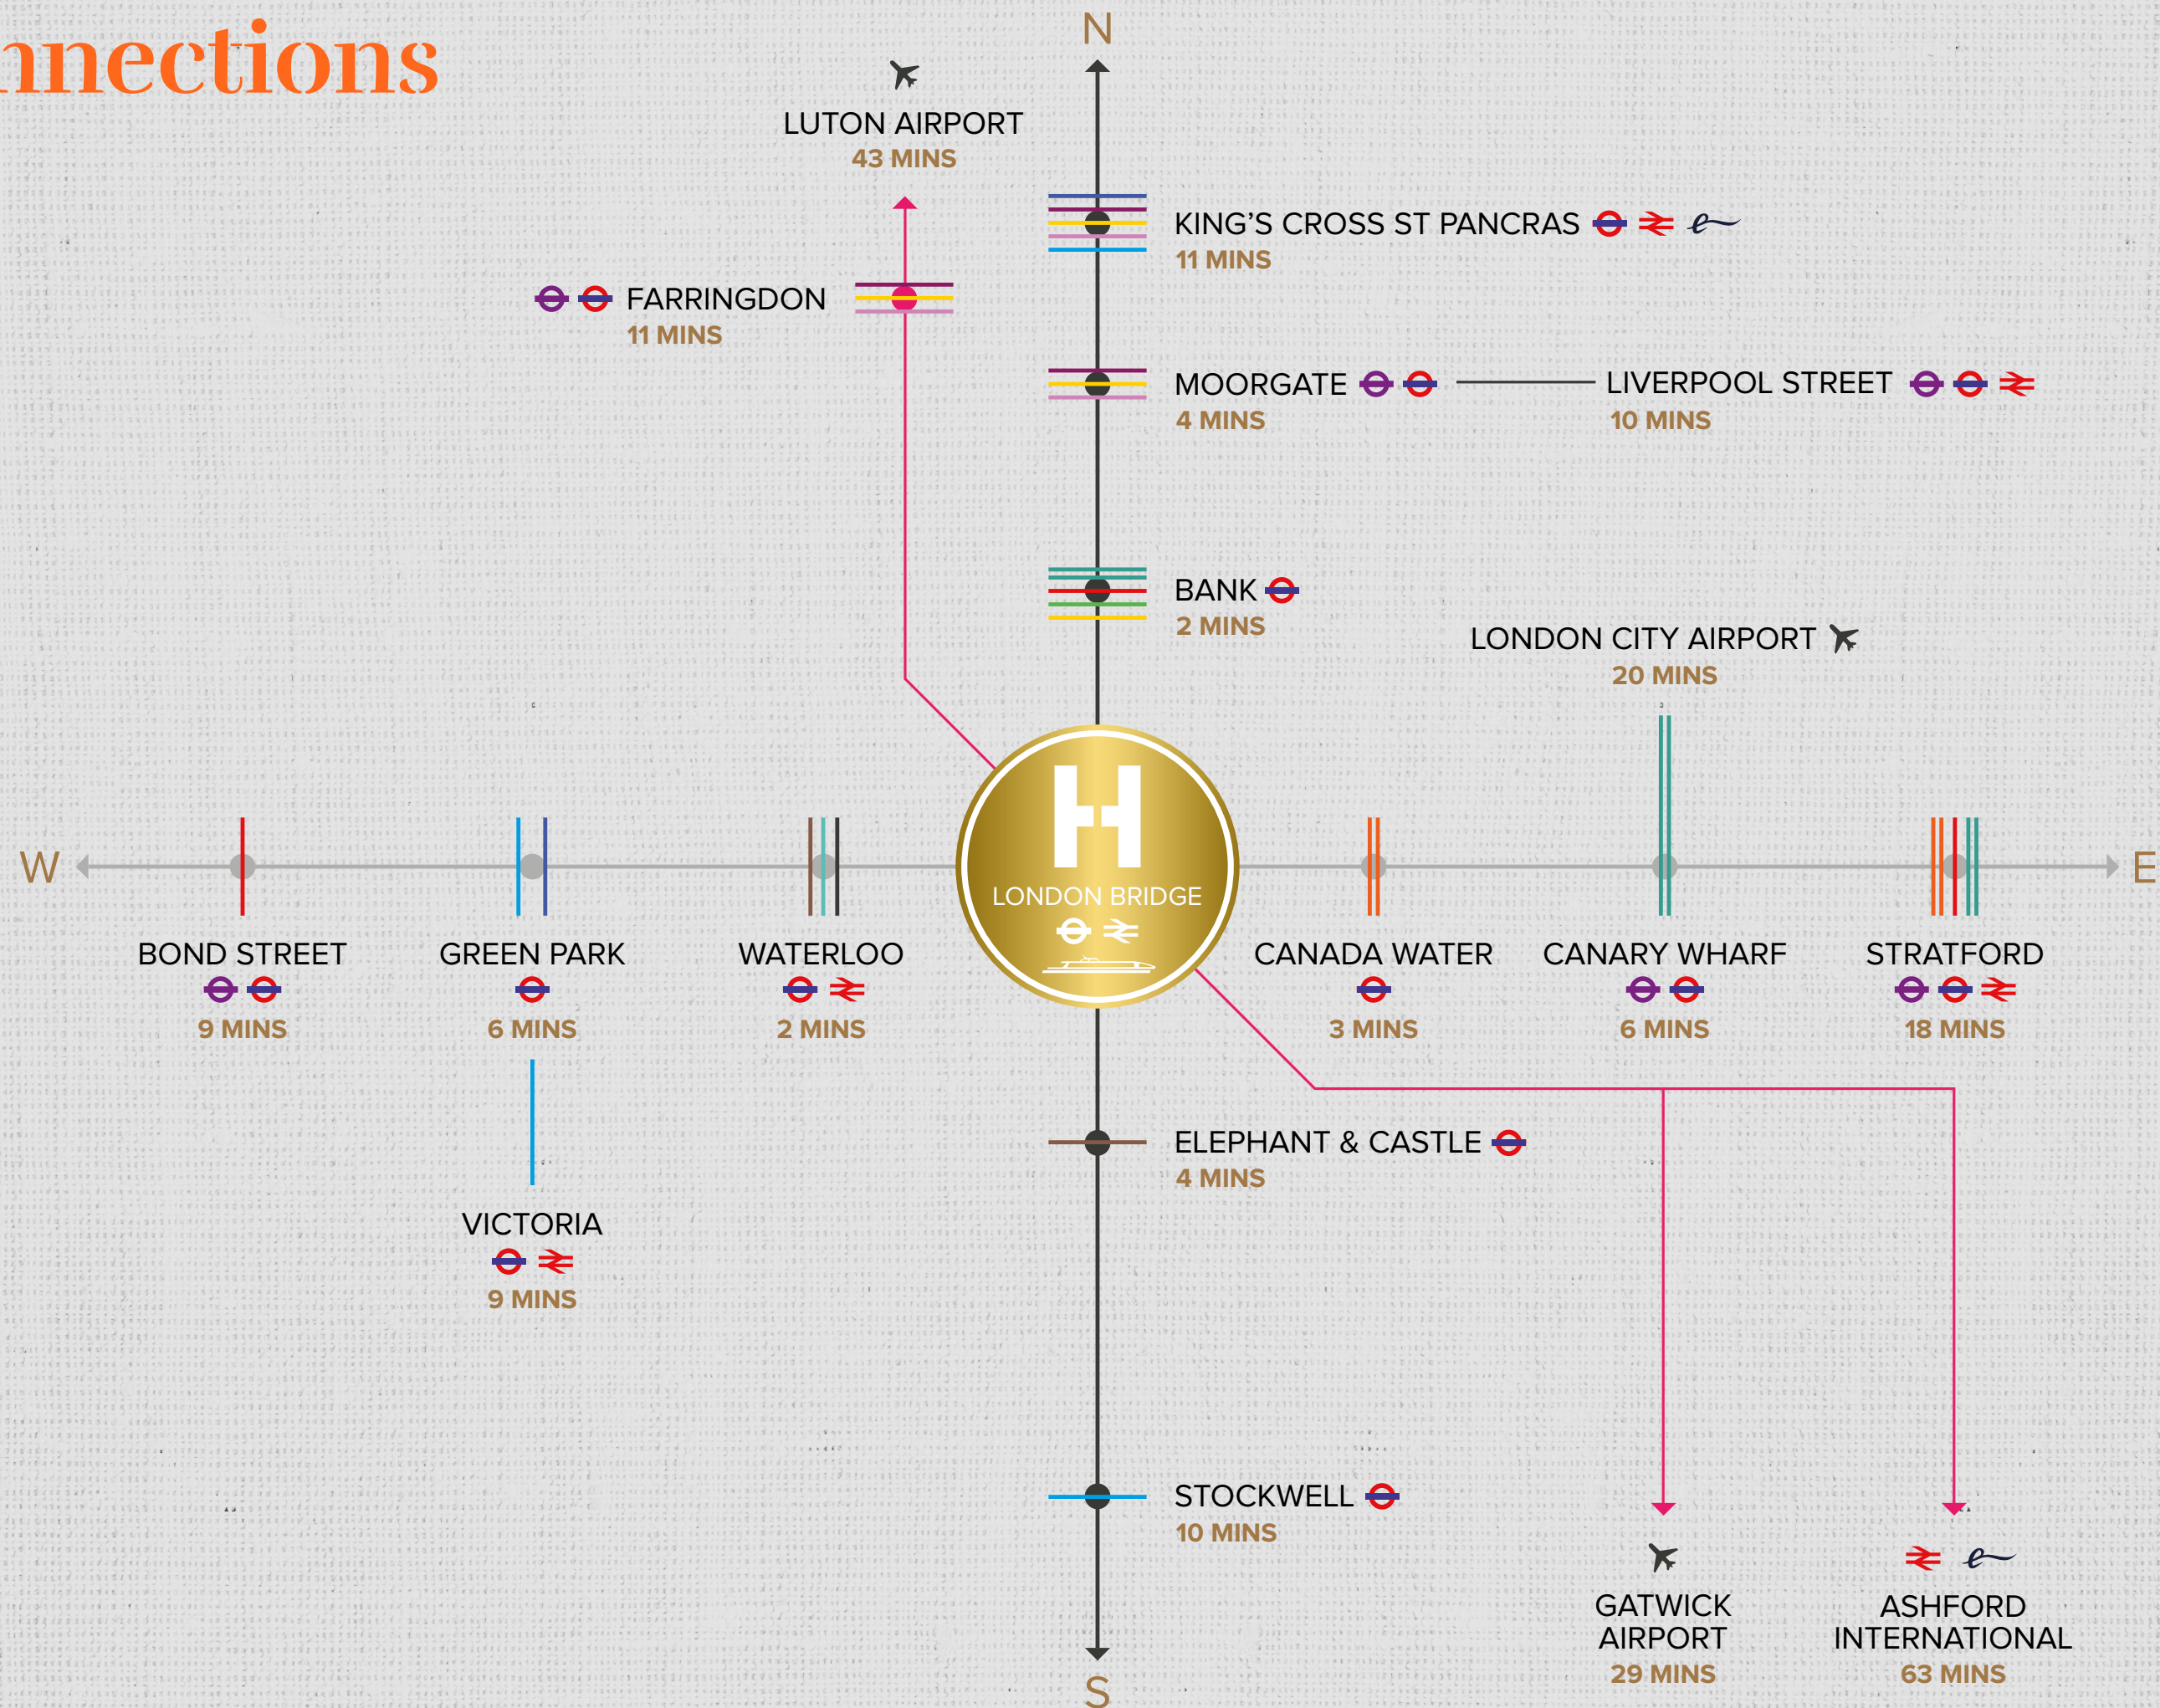 nnections
N
LUTON AIRPORT
43 MINS
KING'S CROSS ST PANCRAS
11 MINS
FARRINGDON
11 MINS
MOORGATE
4 MINS
LIVERPOOL STREET
10 MINS
BANK
2 MINS
LONDON CITY AIRPORT
20 MINS
W
H
LONDON BRIDGE
E
BOND STREET
9 MINS
GREEN PARK
6 MINS
WATERLOO
2 MINS
CANADA WATER
3 MINS
CANARY WHARF
6 MINS
STRATFORD
18 MINS
ELEPHANT & CASTLE
4 MINS
VICTORIA
9 MINS
STOCKWELL
10 MINS
GATWICK
AIRPORT
29 MINS
ASHFORD
INTERNATIONAL
63 MINS
S